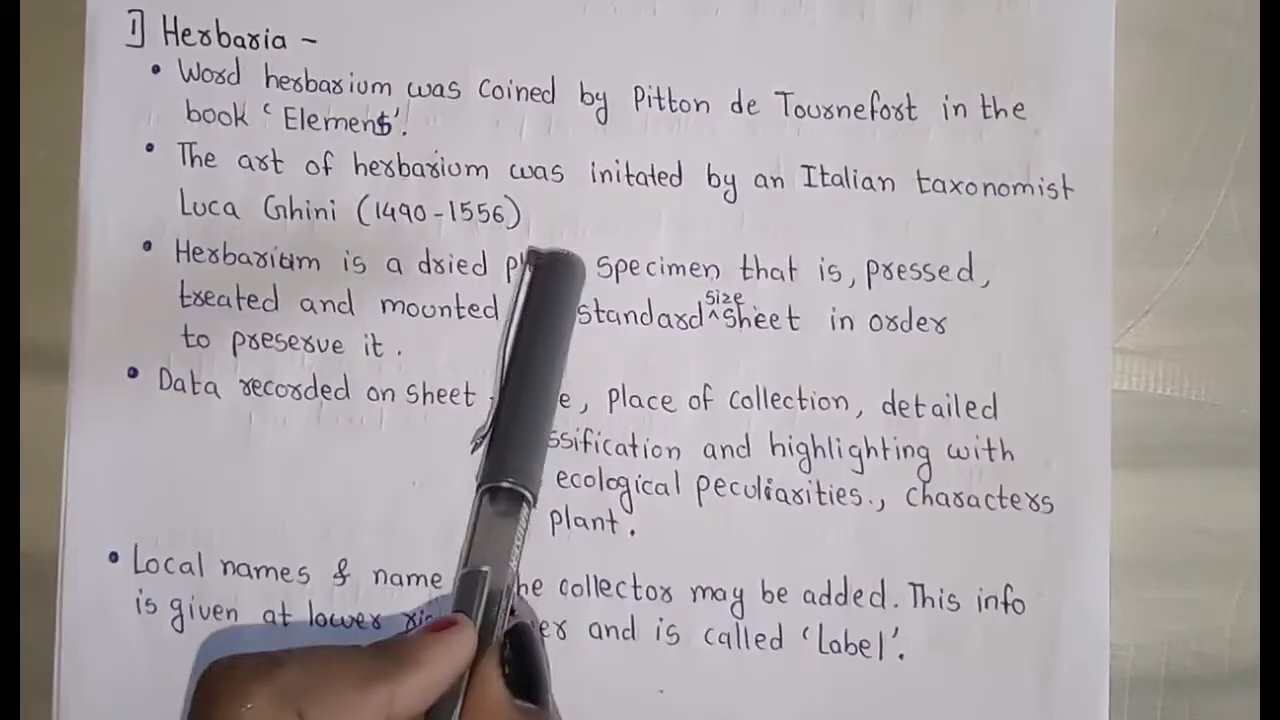 1] Herbaria -
• Word herbarium was coined by Pitton de Tournefort in the
book 'Elements'.
• The art of herbarium was initated by an Italian taxonomist
Luca Ghini (1490-1556)
• Herbarium is a dried specimen that is, pressed,
treated and mounted standard size sheet in order
to preserve it.
• Data recorded on sheet - , place of collection, detailed
and highlighting with
ecological peculiarities., characters
plant.
• Local names & name collector may be added. This info
is given at lower and is called 'Label'.